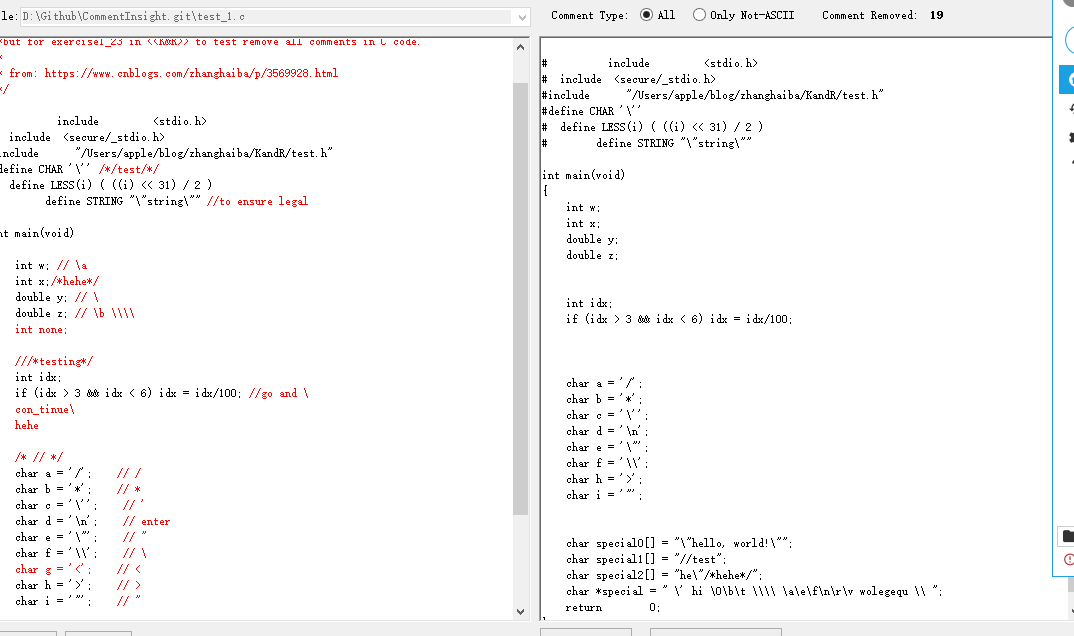 le: D:\Github\CommentInsight.git\test_1.c
Comment Type: All Only Not-ASCII Comment Removed: 19
*but for exercise1_23 in <<K&R>> to test remove all comments in C code.
*
* from: https://www.cnblogs.com/zhanghaiba/p/3569928.html
*/
include <stdio.h>
include <secure/_stdio.h>
include "/Users/apple/blog/zhanghaiba/KandR/test.h"
define CHAR '\'' /*/test/*/
define LESS(i) ( ((i) << 31) / 2 )
define STRING "\"string\"" //to ensure legal
nt main(void)
int w; // \a
int x;/*hehe*/
double y; // \
double z; // \b \\\\
int none;
///*testing*/
int idx;
if (idx > 3 && idx < 6) idx = idx/100; //go and \
con_tinue\
hehe
/* // */
char a = '/'; // /
char b = '*'; // *
char c = '\''; // '
char d = '\n'; // enter
char e = '\"'; // "
char f = '\\'; // \
char g = '<'; // <
char h = '>'; // >
char i = '"'; // "
# include <stdio.h>
# include <secure/_stdio.h>
#include "/Users/apple/blog/zhanghaiba/KandR/test.h"
#define CHAR '\''
# define LESS(i) ( ((i) << 31) / 2 )
# define STRING "\"string\""
int main(void)
{
int w;
int x;
double y;
double z;
int idx;
if (idx > 3 && idx < 6) idx = idx/100;
char a = '/';
char b = '*';
char c = '\'';
char d = '\n';
char e = '\"';
char f = '\\';
char h = '>';
char i = '"';
char special0[] = "\"hello, world!\"";
char special1[] = "//test";
char special2[] = "he\"/*hehe*/";
char *special = " \' hi \0\b\t \\\\ \a\e\f\n\r\v wolegequ \\ ";
return 0;